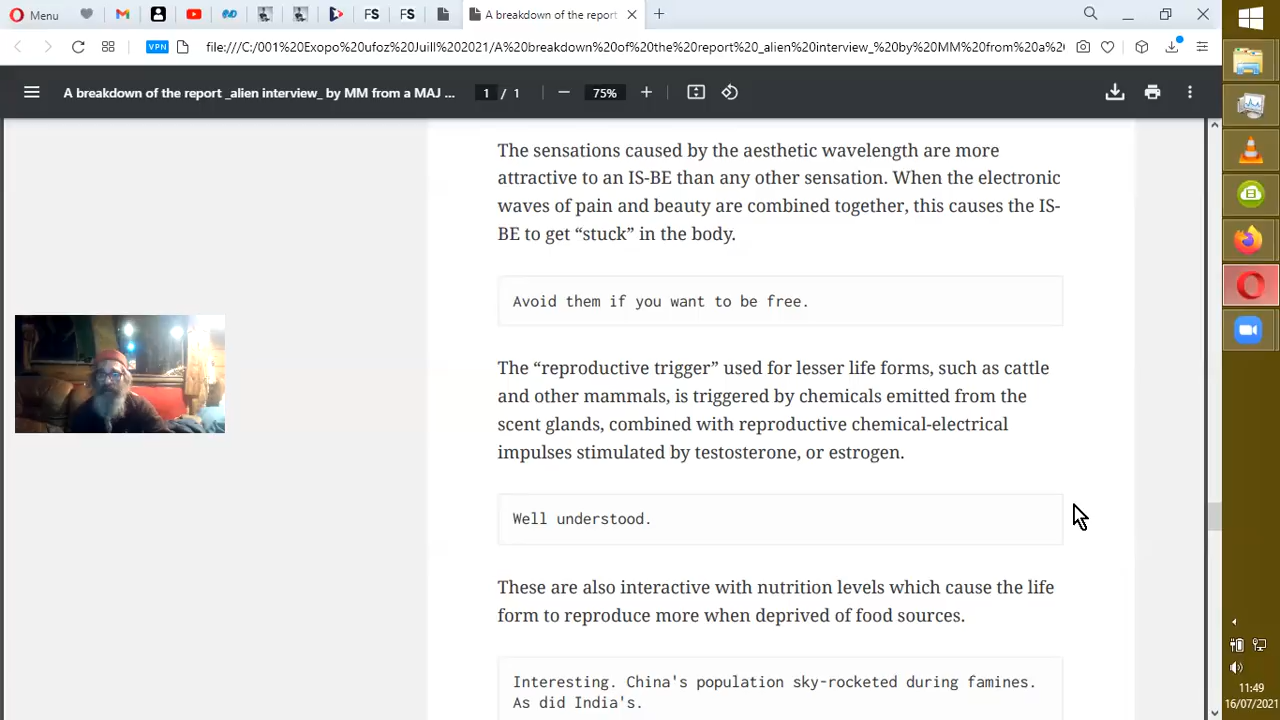 Menu
FS
FS
A breakdown of the report
VPN
file:///C:/001%20Exopo%20ufoz%20Juill%202021/A%20breakdown%20of%20the%20report%20_alien%20interview_%20by%20MM%20from%20a%20
A breakdown of the report _alien interview_ by MM from a MAJ ...
1 / 1
75%
The sensations caused by the aesthetic wavelength are more
attractive to an IS-BE than any other sensation. When the electronic
waves of pain and beauty are combined together, this causes the IS-
BE to get “stuck” in the body.
Avoid them if you want to be free.
The “reproductive trigger” used for lesser life forms, such as cattle
and other mammals, is triggered by chemicals emitted from the
scent glands, combined with reproductive chemical-electrical
impulses stimulated by testosterone, or estrogen.
Well understood.
These are also interactive with nutrition levels which cause the life
form to reproduce more when deprived of food sources.
Interesting. China's population sky-rocketed during famines.
As did India's.
11:49
16/07/2021